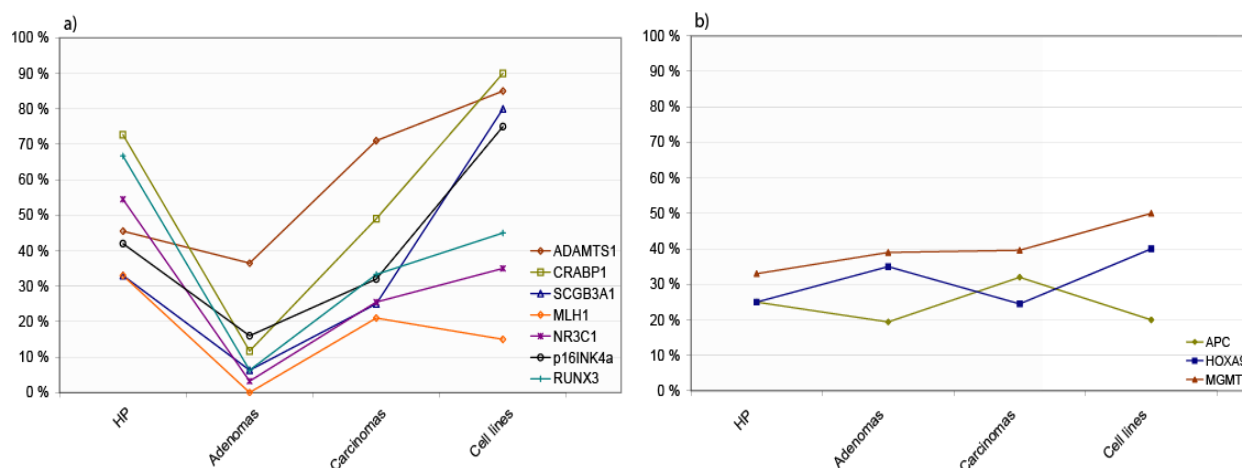 a)
100 %
90 %
80 %
70 %
60 %
50 %
40 %
30 %
20 %
10 %
0 %
HP
Adenomas
Carcinomas
Cell lines
ADAMTS1
CRABP1
SCGB3A1
MLH1
NR3C1
p16INK4a
RUNX3
b)
100 %
90 %
80 %
70 %
60 %
50 %
40 %
30 %
20 %
10 %
0 %
HP
Adenomas
Carcinomas
Cell lines
APC
HOXA9
MGMT